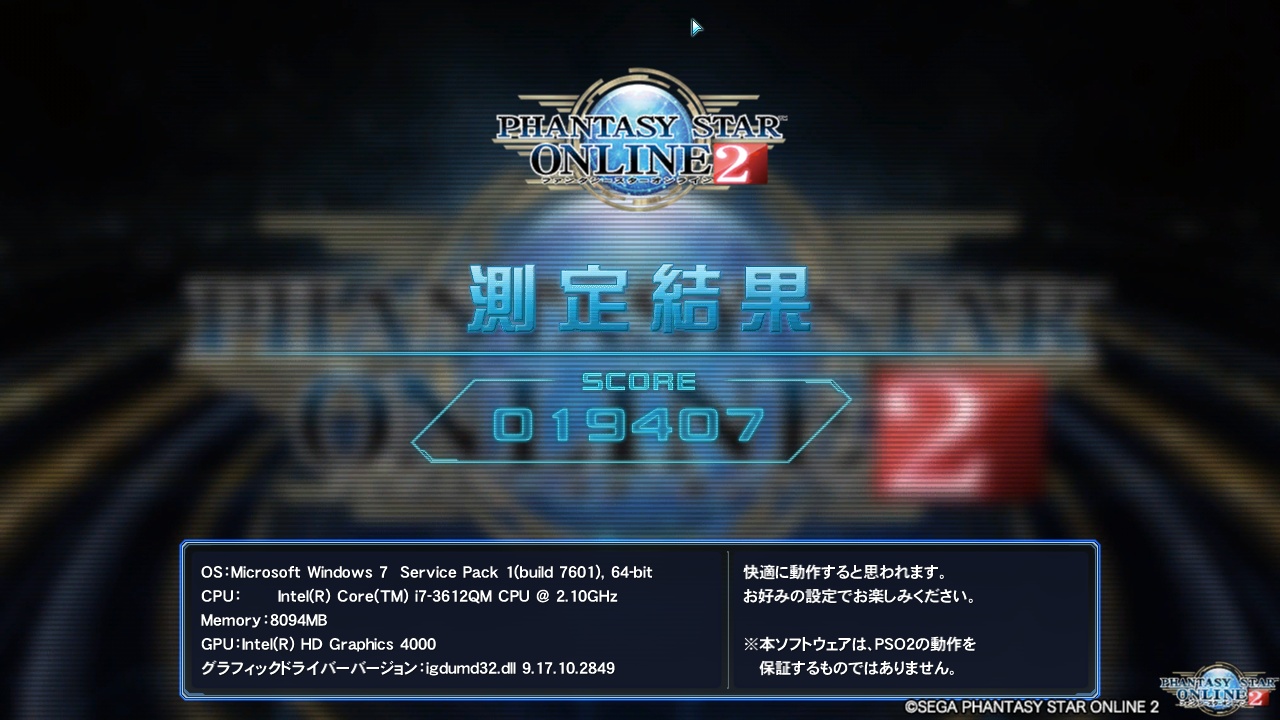 PHANTASY STAR™
ONLINE 2
ファンタシースターオンライン2
測定結果
SCORE
019407
OS:Microsoft Windows 7 Service Pack 1(build 7601), 64-bit
CPU: Intel(R) Core(TM) i7-3612QM CPU @ 2.10GHz
Memory:8094MB
GPU:Intel(R) HD Graphics 4000
グラフィックドライバーバージョン:igdumd32.dll 9.17.10.2849
快適に動作すると思われます。
お好みの設定でお楽しみください。
※本ソフトウェアは、PSO2の動作を
保証するものではありません。
PHANTASY STAR
ONLINE 2
©SEGA PHANTASY STAR ONLINE 2